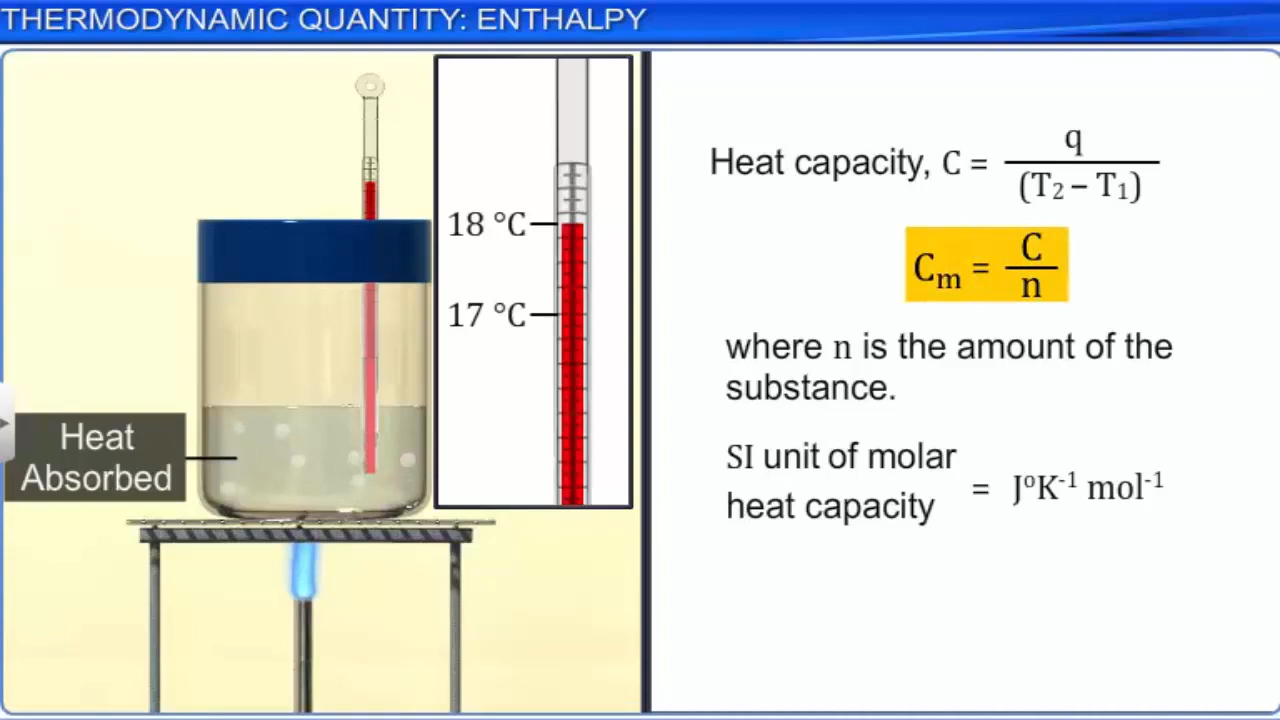 THERMODYNAMIC QUANTITY: ENTHALPY
18 °C
17 °C
Heat
Absorbed
Heat capacity, C = q / (T₂ – T₁)
Cₘ = C / n
where n is the amount of the
substance.
SI unit of molar
heat capacity = J°K⁻¹ mol⁻¹